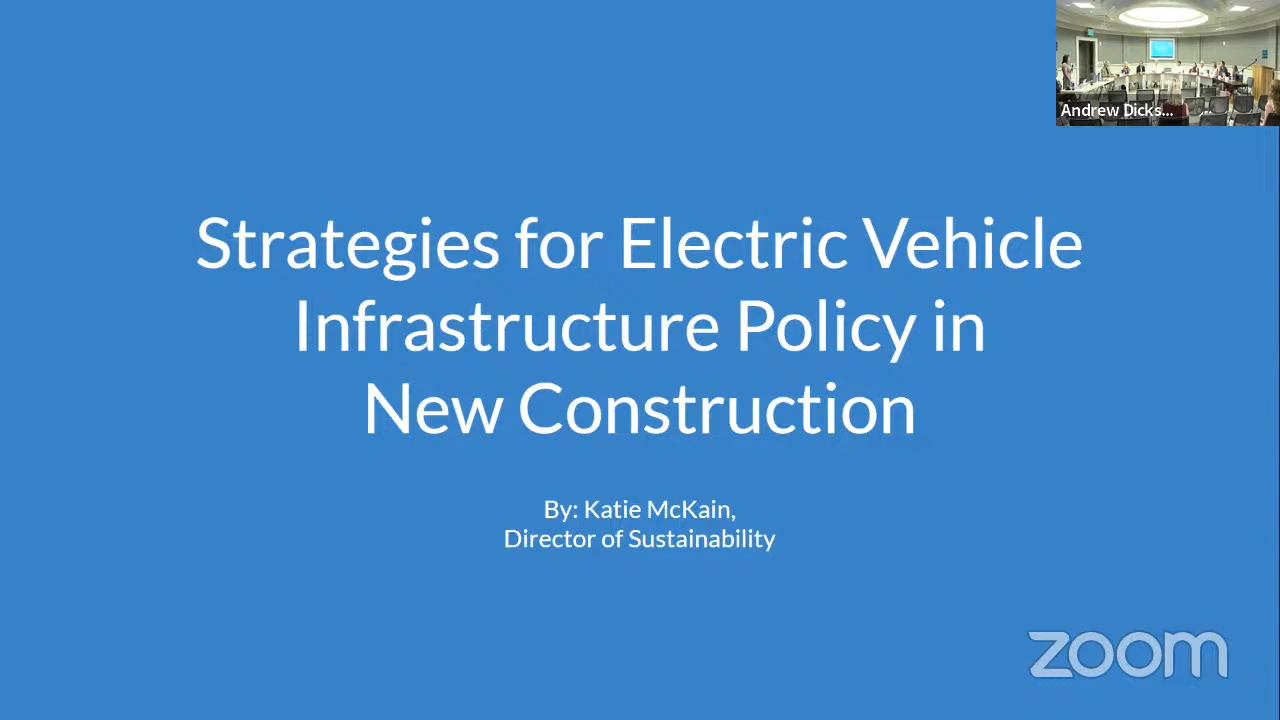 Andrew Dicks...
Strategies for Electric Vehicle
Infrastructure Policy in
New Construction
By: Katie McKain,
Director of Sustainability
zoom